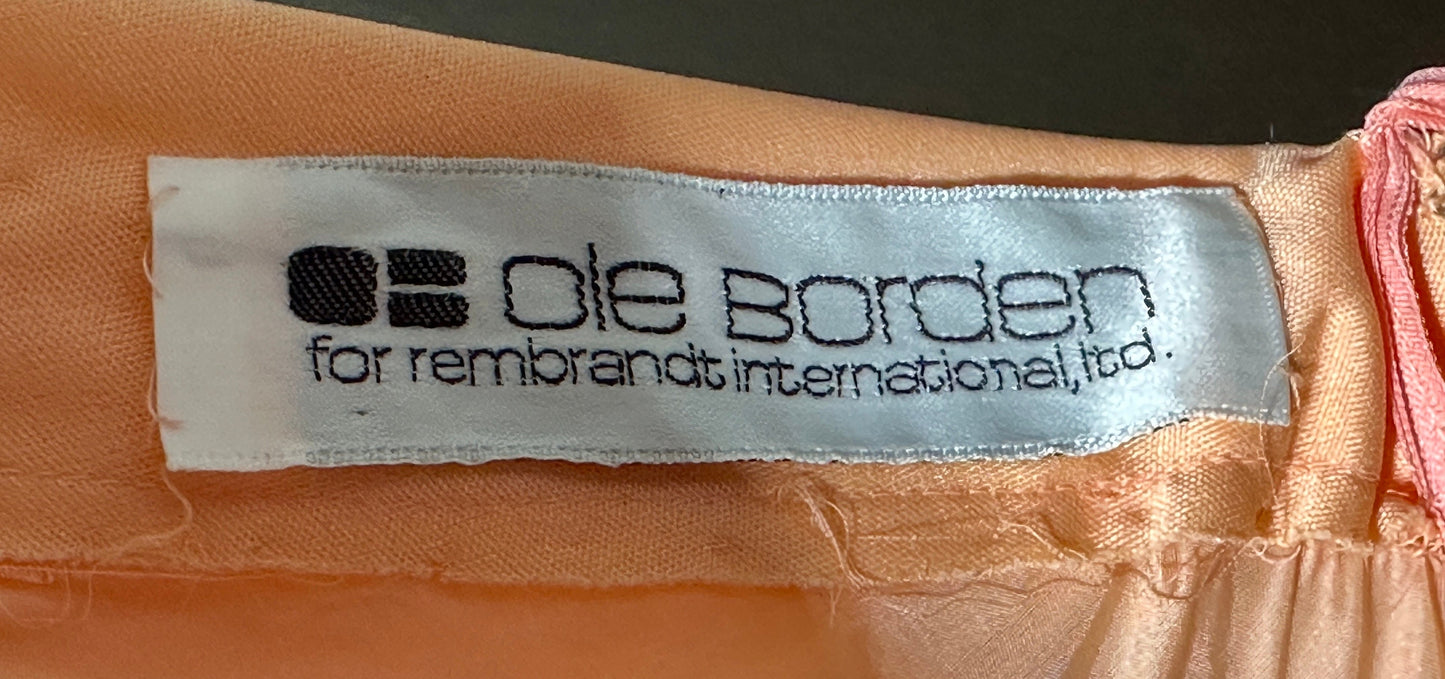 ole Borden
for rembrandt international, ltd.